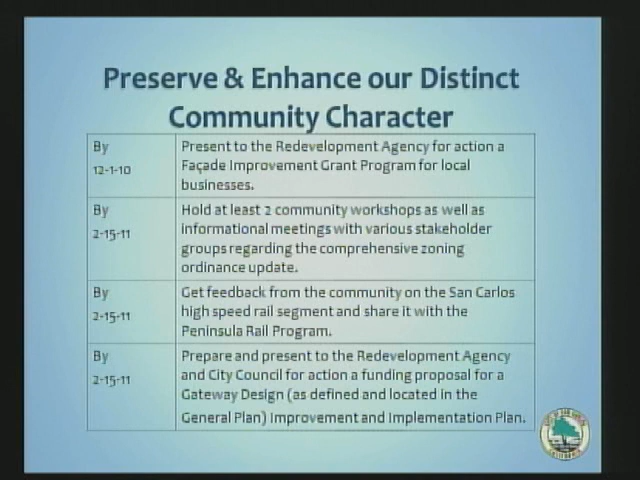 Preserve & Enhance our Distinct
Community Character
By
12-1-10
Present to the Redevelopment Agency for action a
Façade Improvement Grant Program for local
businesses.
By
2-15-11
Hold at least 2 community workshops as well as
informational meetings with various stakeholder
groups regarding the comprehensive zoning
ordinance update.
By
2-15-11
Get feedback from the community on the San Carlos
high speed rail segment and share it with the
Peninsula Rail Program.
By
2-15-11
Prepare and present to the Redevelopment Agency
and City Council for action a funding proposal for a
Gateway Design (as defined and located in the
General Plan) Improvement and Implementation Plan.